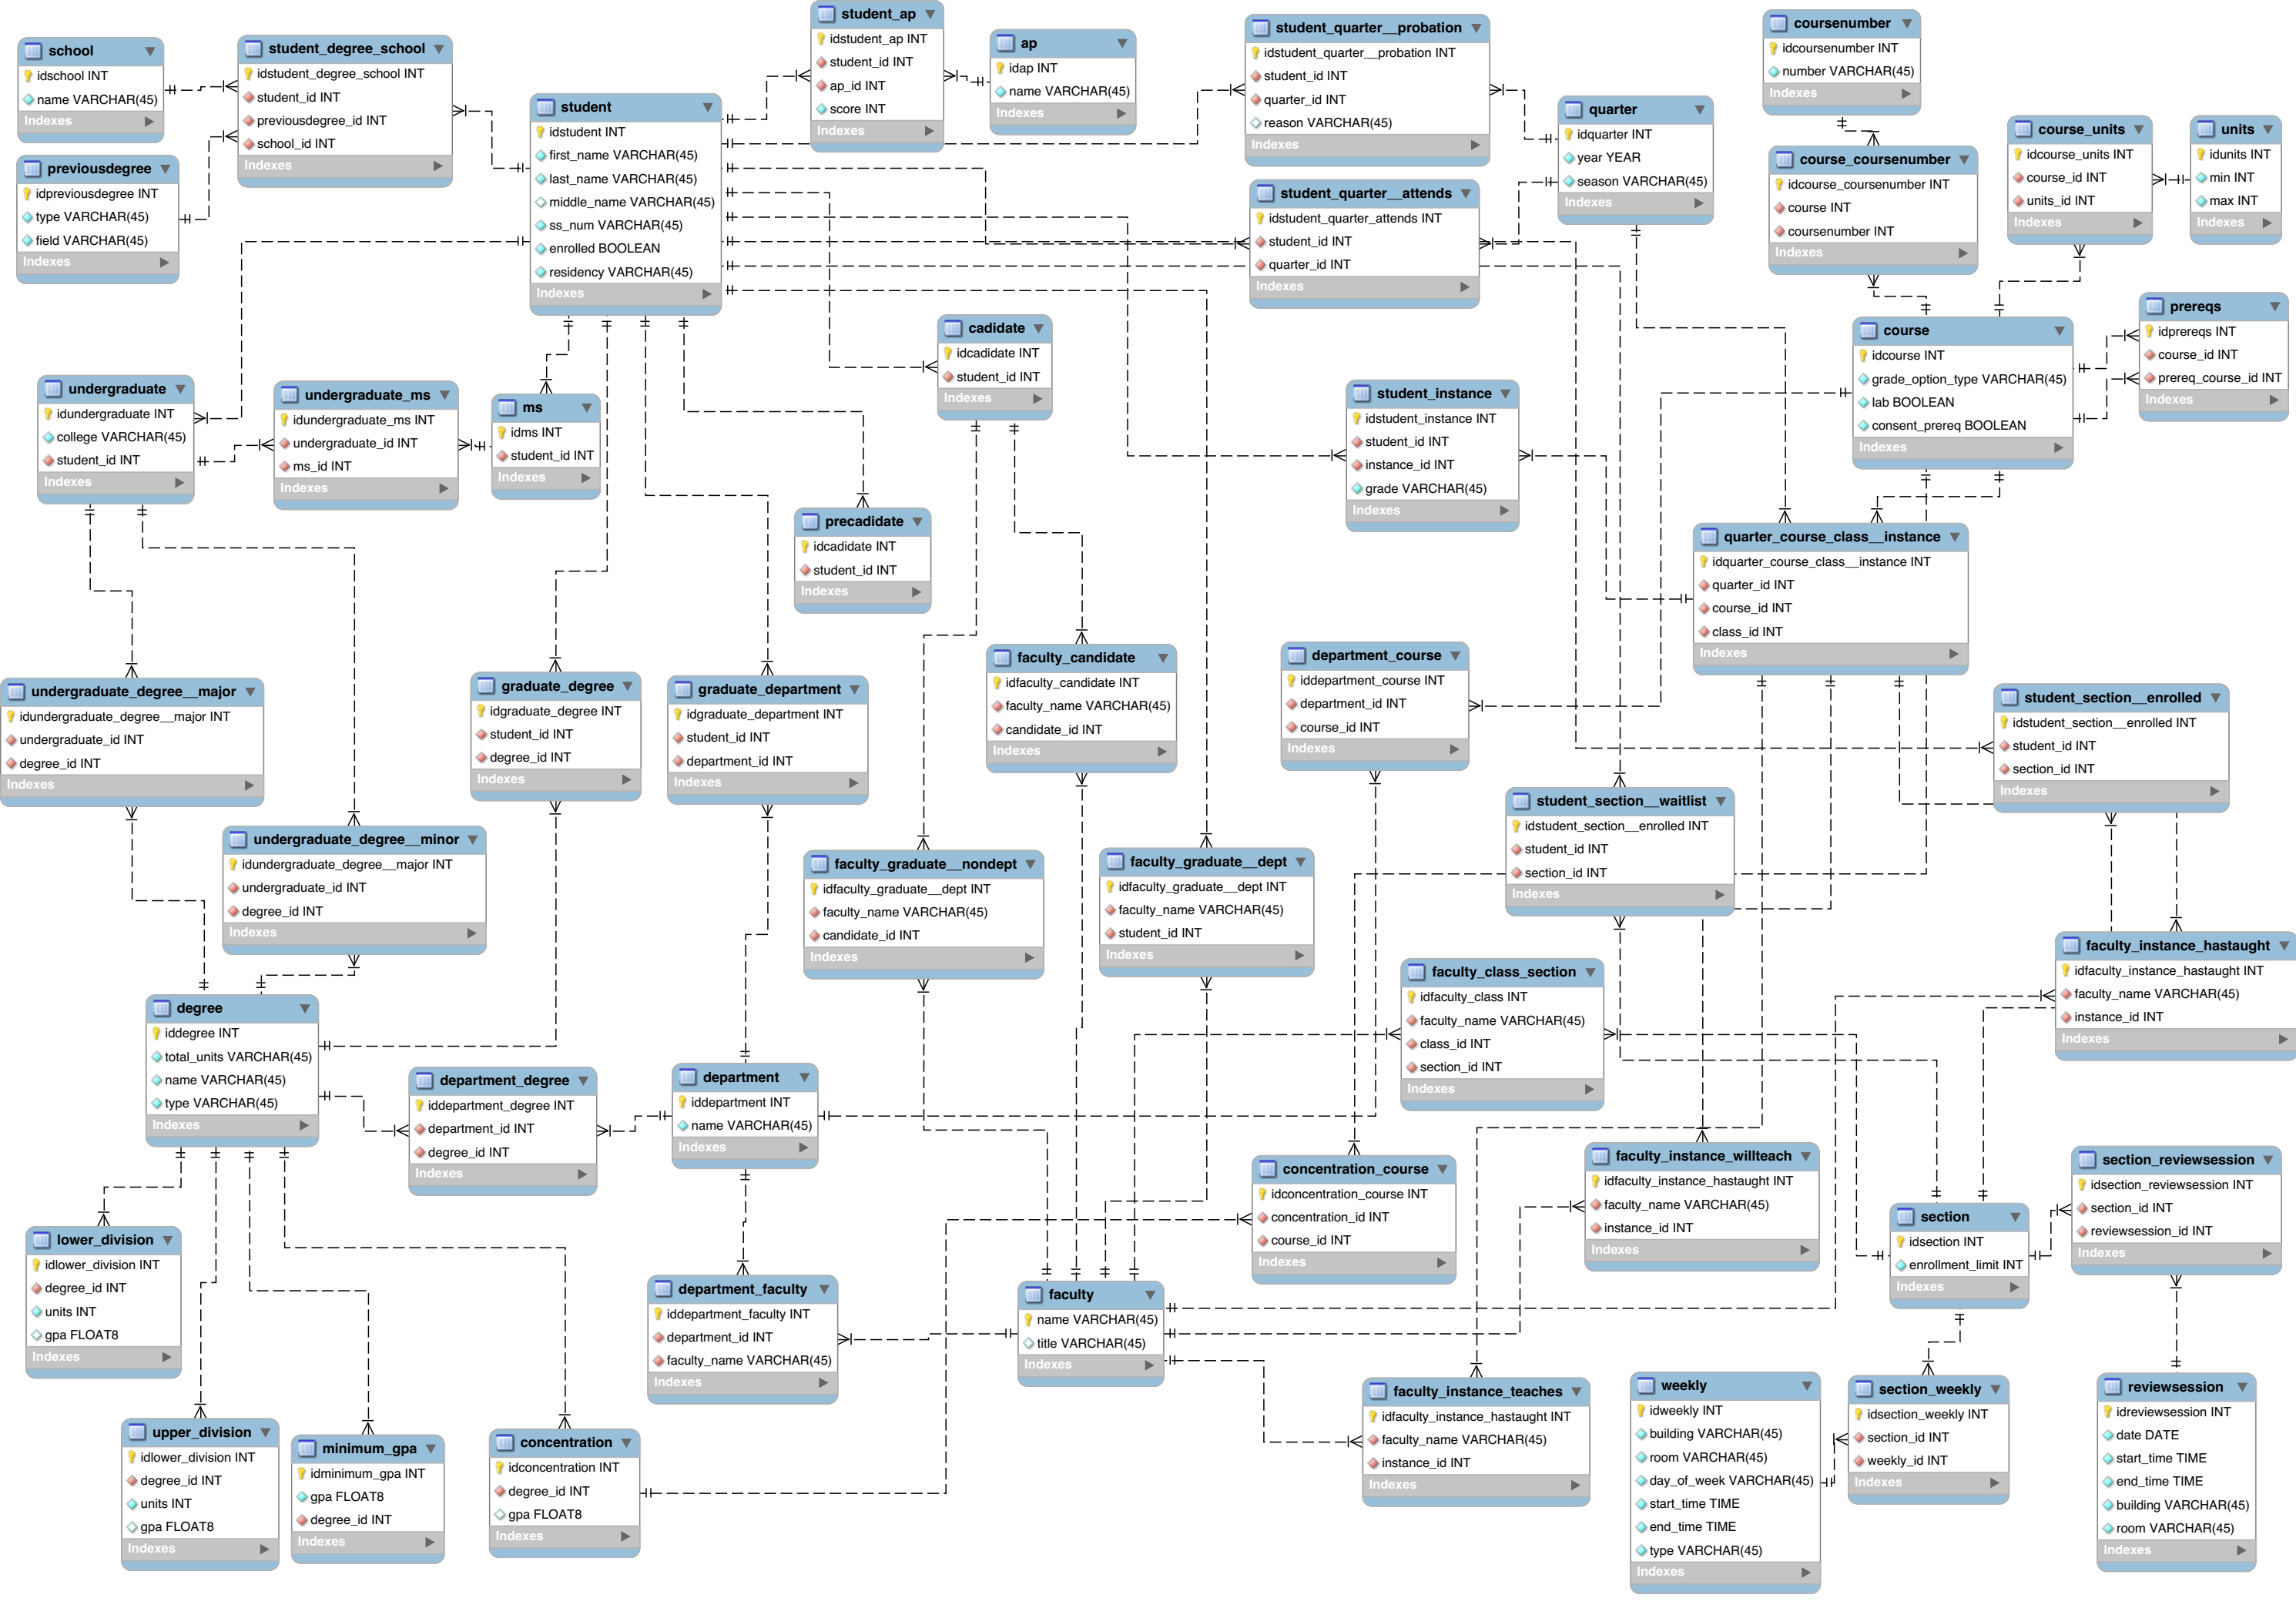 school
idschool INT
name VARCHAR(45)
Indexes
student_degree_school
idstudent_degree_school INT
student_id INT
previousdegree_id INT
school_id INT
Indexes
previousdegree
idpreviousdegree INT
type VARCHAR(45)
field VARCHAR(45)
Indexes
student
idstudent INT
first_name VARCHAR(45)
last_name VARCHAR(45)
middle_name VARCHAR(45)
ss_num VARCHAR(45)
enrolled BOOLEAN
residency VARCHAR(45)
Indexes
student_ap
idstudent_ap INT
student_id INT
ap_id INT
score INT
Indexes
ap
idap INT
name VARCHAR(45)
Indexes
student_quarter__probation
idstudent_quarter__probation INT
student_id INT
quarter_id INT
reason VARCHAR(45)
Indexes
quarter
idquarter INT
year YEAR
season VARCHAR(45)
Indexes
student_quarter__attends
idstudent_quarter_attends INT
student_id INT
quarter_id INT
Indexes
coursenumber
idcoursenumber INT
number VARCHAR(45)
Indexes
course_coursenumber
idcourse_coursenumber INT
course INT
coursenumber INT
Indexes
course_units
idcourse_units INT
course_id INT
units_id INT
Indexes
units
idunits INT
min INT
max INT
Indexes
course
idcourse INT
grade_option_type VARCHAR(45)
lab BOOLEAN
consent_prereq BOOLEAN
Indexes
prereqs
idprereqs INT
course_id INT
prereq_course_id INT
Indexes
undergraduate
idundergraduate INT
college VARCHAR(45)
student_id INT
Indexes
undergraduate_ms
idundergraduate_ms INT
undergraduate_id INT
ms_id INT
Indexes
ms
idms INT
student_id INT
Indexes
cadidate
idcadidate INT
student_id INT
Indexes
precadidate
idcadidate INT
student_id INT
Indexes
student_instance
idstudent_instance INT
student_id INT
instance_id INT
grade VARCHAR(45)
Indexes
quarter_course_class__instance
idquarter_course_class__instance INT
quarter_id INT
course_id INT
class_id INT
Indexes
undergraduate_degree__major
idundergraduate_degree__major INT
undergraduate_id INT
degree_id INT
Indexes
undergraduate_degree__minor
idundergraduate_degree__major INT
undergraduate_id INT
degree_id INT
Indexes
graduate_degree
idgraduate_degree INT
student_id INT
degree_id INT
Indexes
graduate_department
idgraduate_department INT
student_id INT
department_id INT
Indexes
faculty_candidate
idfaculty_candidate INT
faculty_name VARCHAR(45)
candidate_id INT
Indexes
department_course
iddepartment_course INT
department_id INT
course_id INT
Indexes
student_section__enrolled
idstudent_section__enrolled INT
student_id INT
section_id INT
Indexes
student_section__waitlist
idstudent_section__enrolled INT
student_id INT
section_id INT
Indexes
faculty_graduate__nondept
idfaculty_graduate__dept INT
faculty_name VARCHAR(45)
candidate_id INT
Indexes
faculty_graduate__dept
idfaculty_graduate__dept INT
faculty_name VARCHAR(45)
student_id INT
Indexes
faculty_class_section
idfaculty_class INT
faculty_name VARCHAR(45)
class_id INT
section_id INT
Indexes
faculty_instance_hastaught
idfaculty_instance_hastaught INT
faculty_name VARCHAR(45)
instance_id INT
Indexes
degree
iddegree INT
total_units VARCHAR(45)
name VARCHAR(45)
type VARCHAR(45)
Indexes
department_degree
iddepartment_degree INT
department_id INT
degree_id INT
Indexes
department
iddepartment INT
name VARCHAR(45)
Indexes
concentration_course
idconcentration_course INT
concentration_id INT
course_id INT
Indexes
faculty_instance_willteach
idfaculty_instance_hastaught INT
faculty_name VARCHAR(45)
instance_id INT
Indexes
section
idsection INT
enrollment_limit INT
Indexes
section_reviewsession
idsection_reviewsession INT
section_id INT
reviewsession_id INT
Indexes
lower_division
idlower_division INT
degree_id INT
units INT
gpa FLOAT8
Indexes
department_faculty
iddepartment_faculty INT
department_id INT
faculty_name VARCHAR(45)
Indexes
faculty
name VARCHAR(45)
title VARCHAR(45)
Indexes
upper_division
idlower_division INT
degree_id INT
units INT
gpa FLOAT8
Indexes
minimum_gpa
idminimum_gpa INT
gpa FLOAT8
degree_id INT
Indexes
concentration
idconcentration INT
degree_id INT
gpa FLOAT8
Indexes
faculty_instance_teaches
idfaculty_instance_hastaught INT
faculty_name VARCHAR(45)
instance_id INT
Indexes
weekly
idweekly INT
building VARCHAR(45)
room VARCHAR(45)
day_of_week VARCHAR(45)
start_time TIME
end_time TIME
type VARCHAR(45)
Indexes
section_weekly
idsection_weekly INT
section_id INT
weekly_id INT
Indexes
reviewsession
idreviewsession INT
date DATE
start_time TIME
end_time TIME
building VARCHAR(45)
room VARCHAR(45)
Indexes